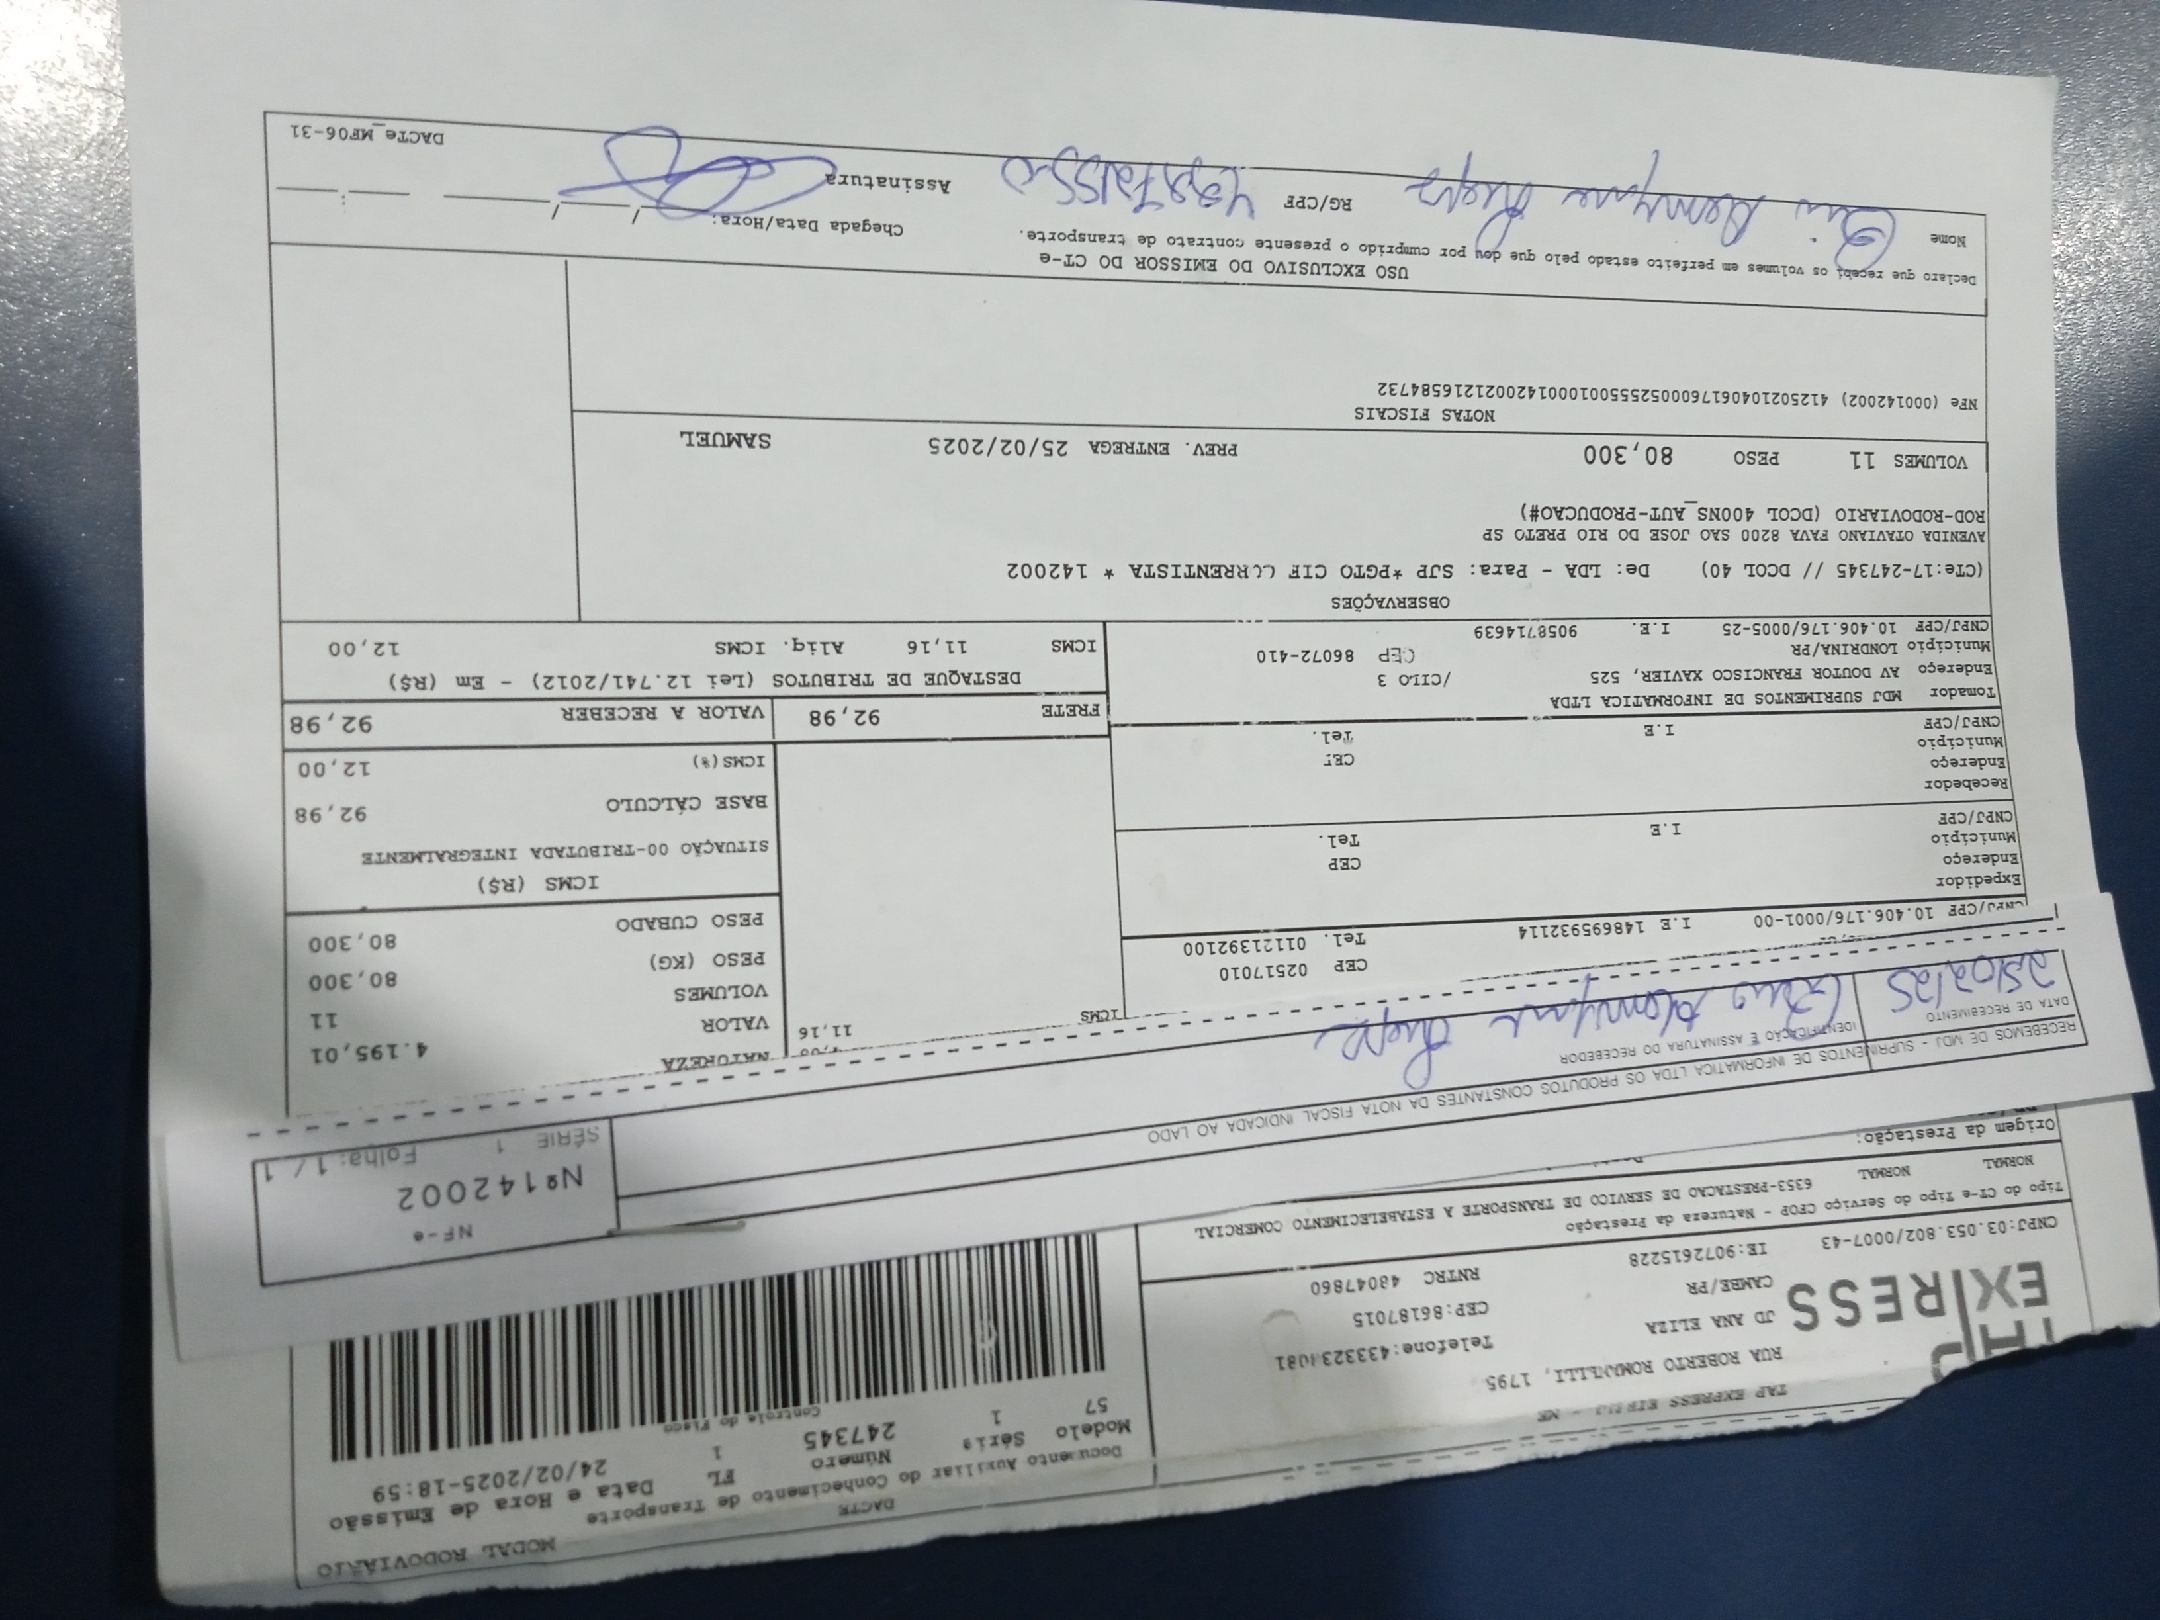 MODAL RODOVIÁRIO
DACTE
Documento Auxiliar do Conhecimento de Transporte
Modelo Série Número FL Data e Hora de Emissão
57 1 247345 1 24/02/2025-18:59
Controle do Fisco
TAP EXPRESS
EXPRESS
RUA ROBERTO ROMANELLI, 1795
JD ANA ELIZA
CAMBE/PR CEP:86187015
CNPJ:03.053.802/0007-43 IE:9072615228 RNTRC 48047860
Tipo do CT-e Tipo do Serviço CFOP - Natureza da Prestação
NORMAL NORMAL 6353-PRESTACAO DE SERVICO DE TRANSPORTE A ESTABELECIMENTO COMERCIAL
Origem da Prestação:
RECEBEMOS DE MDJ - SUPRIMENTOS DE INFORMATICA LTDA OS PRODUTOS CONSTANTES DA NOTA FISCAL INDICADA AO LADO
DATA DE RECEBIMENTO
25/02/25
IDENTIFICAÇÃO E ASSINATURA DO RECEBEDOR
NF-e
Nº142002
SÉRIE 1 Folha: 1 / 1
ICMS 11,16
CEP 02517010
CNPJ/CPF 10.406.176/0001-00 I.E 148695932114 Tel. 01121392100
Expedidor
Endereço CEP
Município Tel.
CNPJ/CPF I.E
Recebedor
Endereço CEP
Município Tel.
CNPJ/CPF I.E
Tomador MDJ SUPRIMENTOS DE INFORMATICA LTDA
Endereço AV DOUTOR FRANCISCO XAVIER, 525 /CILO 3
Município LONDRINA/PR CEP 86072-410
CNPJ/CPF 10.406.176/0005-25 I.E. 9058714639
NATUREZA
VALOR 4.195,01
VOLUMES 11
PESO (KG) 80,300
PESO CUBADO 80,300
ICMS (R$)
SITUAÇÃO 00-TRIBUTADA INTEGRALMENTE
BASE CÁLCULO 92,98
ICMS(%) 12,00
FRETE 92,98 VALOR A RECEBER 92,98
DESTAQUE DE TRIBUTOS (Lei 12.741/2012) - Em (R$)
ICMS 11,16 Aliq. ICMS 12,00
OBSERVAÇÕES
(CTe:17-247345 // DCOL 40) De: LDA - Para: SJP *PGTO CIF CORRENTISTA * 142002
AVENIDA OTAVIANO FAVA 8200 SAO JOSE DO RIO PRETO SP
ROD-RODOVIARIO (DCOL 400NS_AUT-PRODUCAO#)
VOLUMES 11 PESO 80,300 PREV. ENTREGA 25/02/2025 SAMUEL
NOTAS FISCAIS
NFe (000142002) 41250210406176000525550010001420021216584732
USO EXCLUSIVO DO EMISSOR DO CT-e
Declaro que recebi os volumes em perfeito estado pelo que dou por cumprido o presente contrato de transporte.
Nome RG/CPF Assinatura Chegada Data/Hora: / / :
DACTe_MF06-31